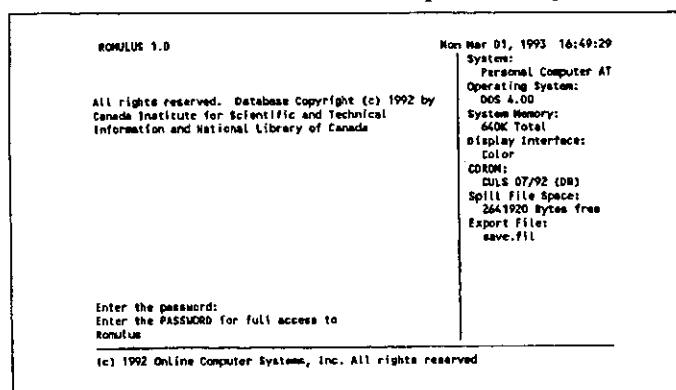 ROMULUS 1.0
Mon Mar 01, 1993 16:49:29
All rights reserved. Database Copyright (c) 1992 by
Canada Institute for Scientific and Technical
Information and National Library of Canada
System:
Personal Computer AT
Operating System:
DOS 4.00
System Memory:
640K Total
Display Interface:
Color
CDROM:
CULS 07/92 (DB)
Spill File Space:
2641920 Bytes free
Export File:
save.fil
Enter the password:
Enter the PASSWORD for full access to
Romulus
(c) 1992 Online Computer Systems, Inc. All rights reserved